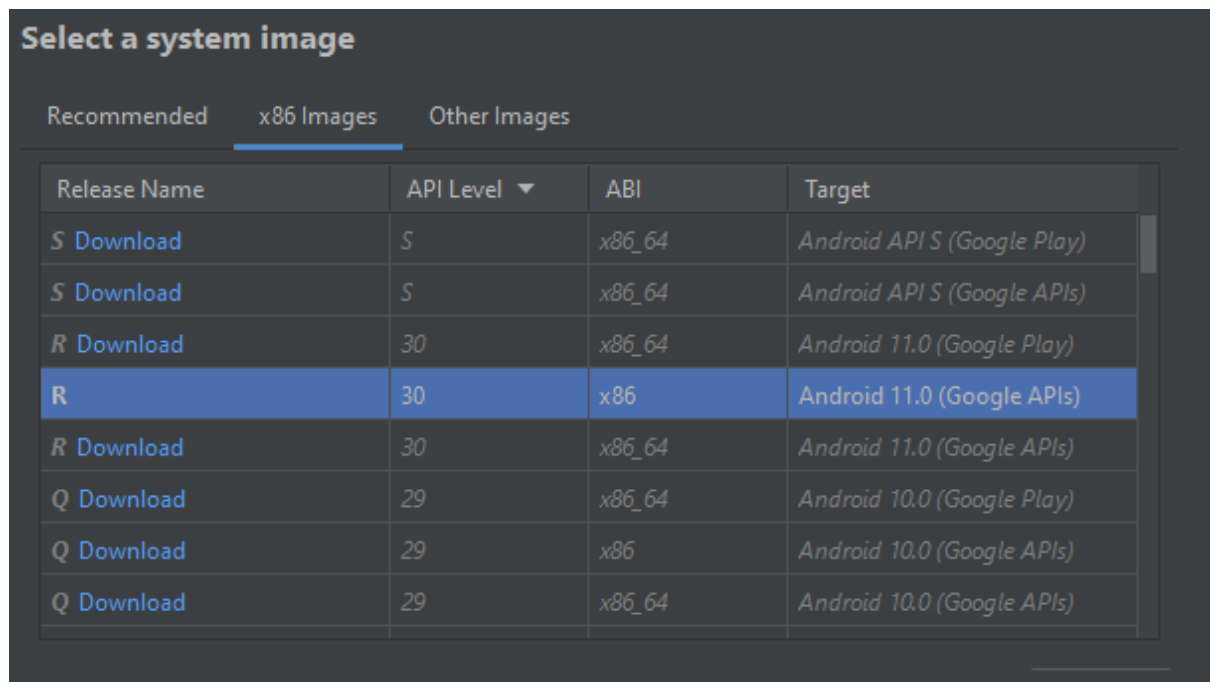 Select a system image
Recommended x86 Images Other Images
Release Name API Level ABI Target
S Download S x86_64 Android API S (Google Play)
S Download S x86_64 Android API S (Google APIs)
R Download 30 x86_64 Android 11.0 (Google Play)
R 30 x86 Android 11.0 (Google APIs)
R Download 30 x86_64 Android 11.0 (Google APIs)
Q Download 29 x86_64 Android 10.0 (Google Play)
Q Download 29 x86 Android 10.0 (Google APIs)
Q Download 29 x86_64 Android 10.0 (Google APIs)